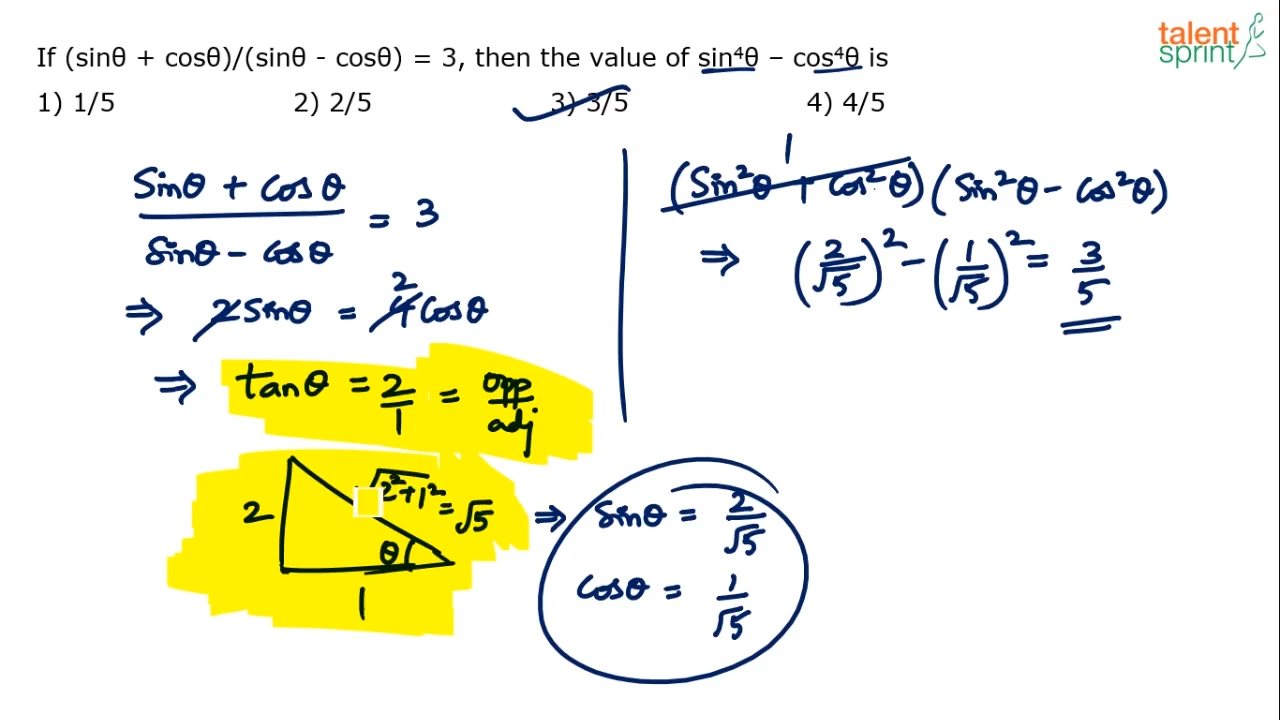 talent
sprint
If (sinθ + cosθ)/(sinθ - cosθ) = 3, then the value of sin⁴θ – cos⁴θ is
1) 1/5 2) 2/5 3) 3/5 4) 4/5
Sinθ + Cosθ
= 3
Sinθ – Cosθ
⇒ 2Sinθ = 4Cosθ
2
⇒ tanθ = 2/1 = opp/adj
2
√2²+1² = √5
θ
1
⇒ Sinθ = 2/√5
Cosθ = 1/√5
1
(Sin²θ + Cos²θ)(Sin²θ – Cos²θ)
⇒ (2/√5)² – (1/√5)² = 3/5